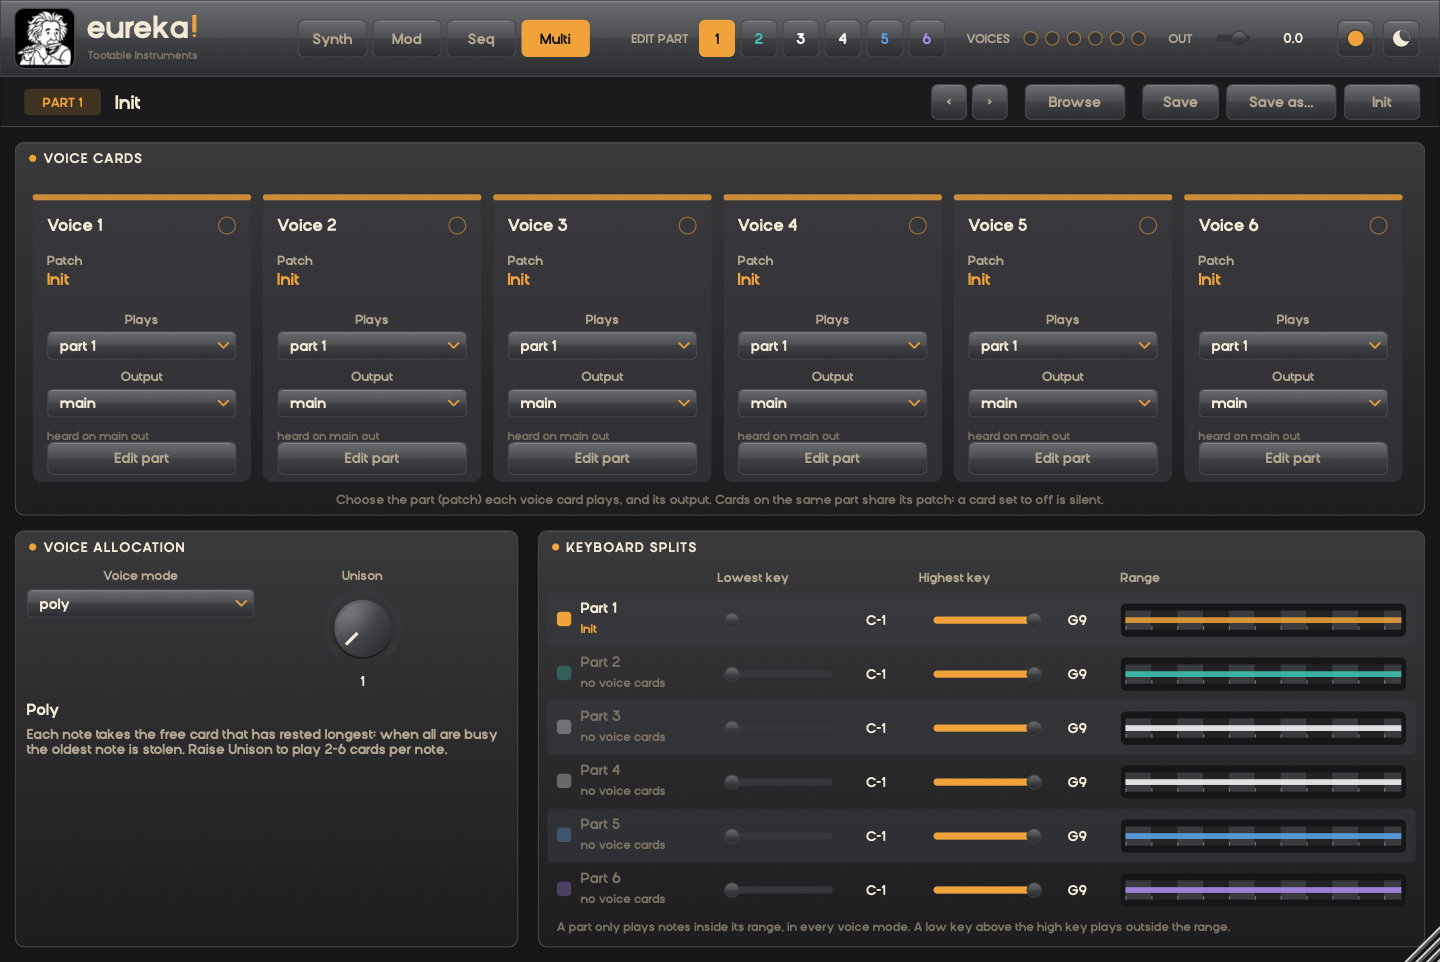 eureka!
Tootable Instruments
Synth Mod Seq Multi EDIT PART 1 2 3 4 5 6 VOICES OUT 0.0
PART 1 Init ‹ › Browse Save Save as... Init
VOICE CARDS
Voice 1 Voice 2 Voice 3 Voice 4 Voice 5 Voice 6
Patch Patch Patch Patch Patch Patch
Init Init Init Init Init Init
Plays Plays Plays Plays Plays Plays
part 1 part 1 part 1 part 1 part 1 part 1
Output Output Output Output Output Output
main main main main main main
heard on main out heard on main out heard on main out heard on main out heard on main out heard on main out
Edit part Edit part Edit part Edit part Edit part Edit part
Choose the part (patch) each voice card plays, and its output. Cards on the same part share its patch; a card set to off is silent.
VOICE ALLOCATION
Voice mode Unison
poly
1
Poly
Each note takes the free card that has rested longest; when all are busy
the oldest note is stolen. Raise Unison to play 2-6 cards per note.
KEYBOARD SPLITS
Lowest key Highest key Range
Part 1
Init
C-1 G9
Part 2
no voice cards
C-1 G9
Part 3
no voice cards
C-1 G9
Part 4
no voice cards
C-1 G9
Part 5
no voice cards
C-1 G9
Part 6
no voice cards
C-1 G9
A part only plays notes inside its range, in every voice mode. A low key above the high key plays outside the range.